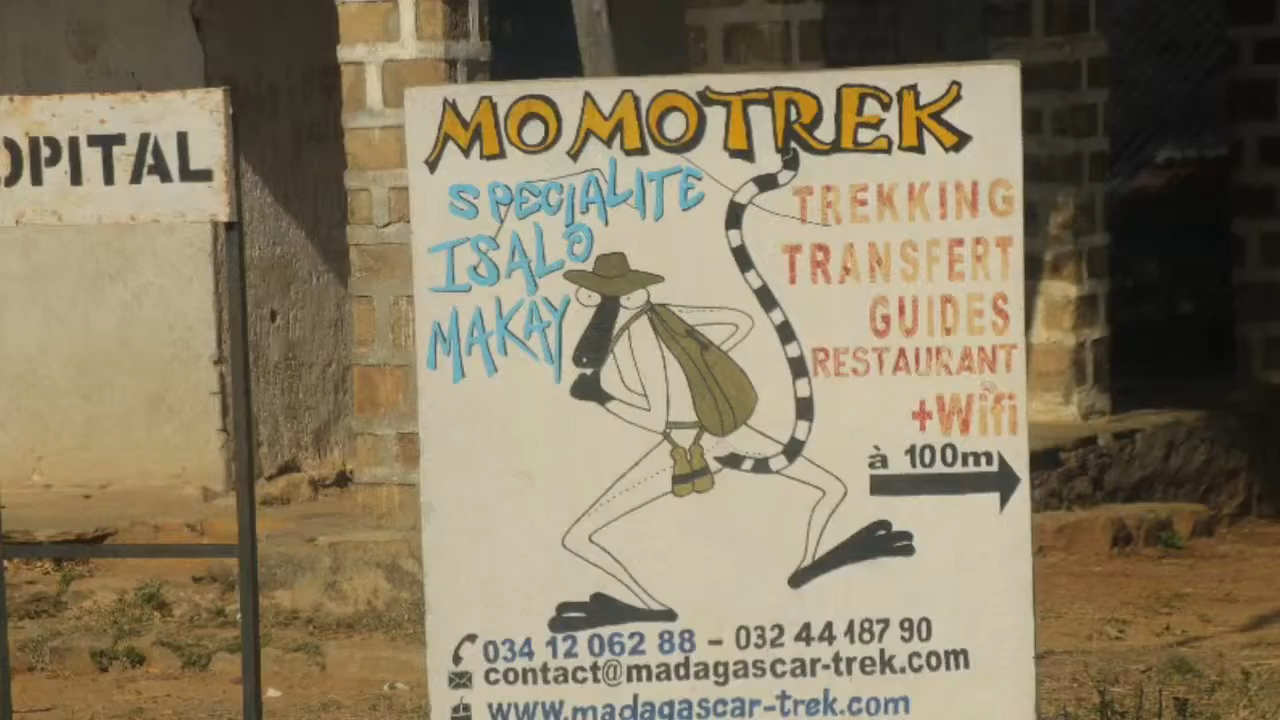 OPITAL
MOMOTREK
SPECIALITE
ISALO
MAKAY
TREKKING
TRANSFERT
GUIDES
RESTAURANT
+Wifi
à 100m
034 12 062 88 - 032 44 187 90
contact@madagascar-trek.com
www.madagascar-trek.com